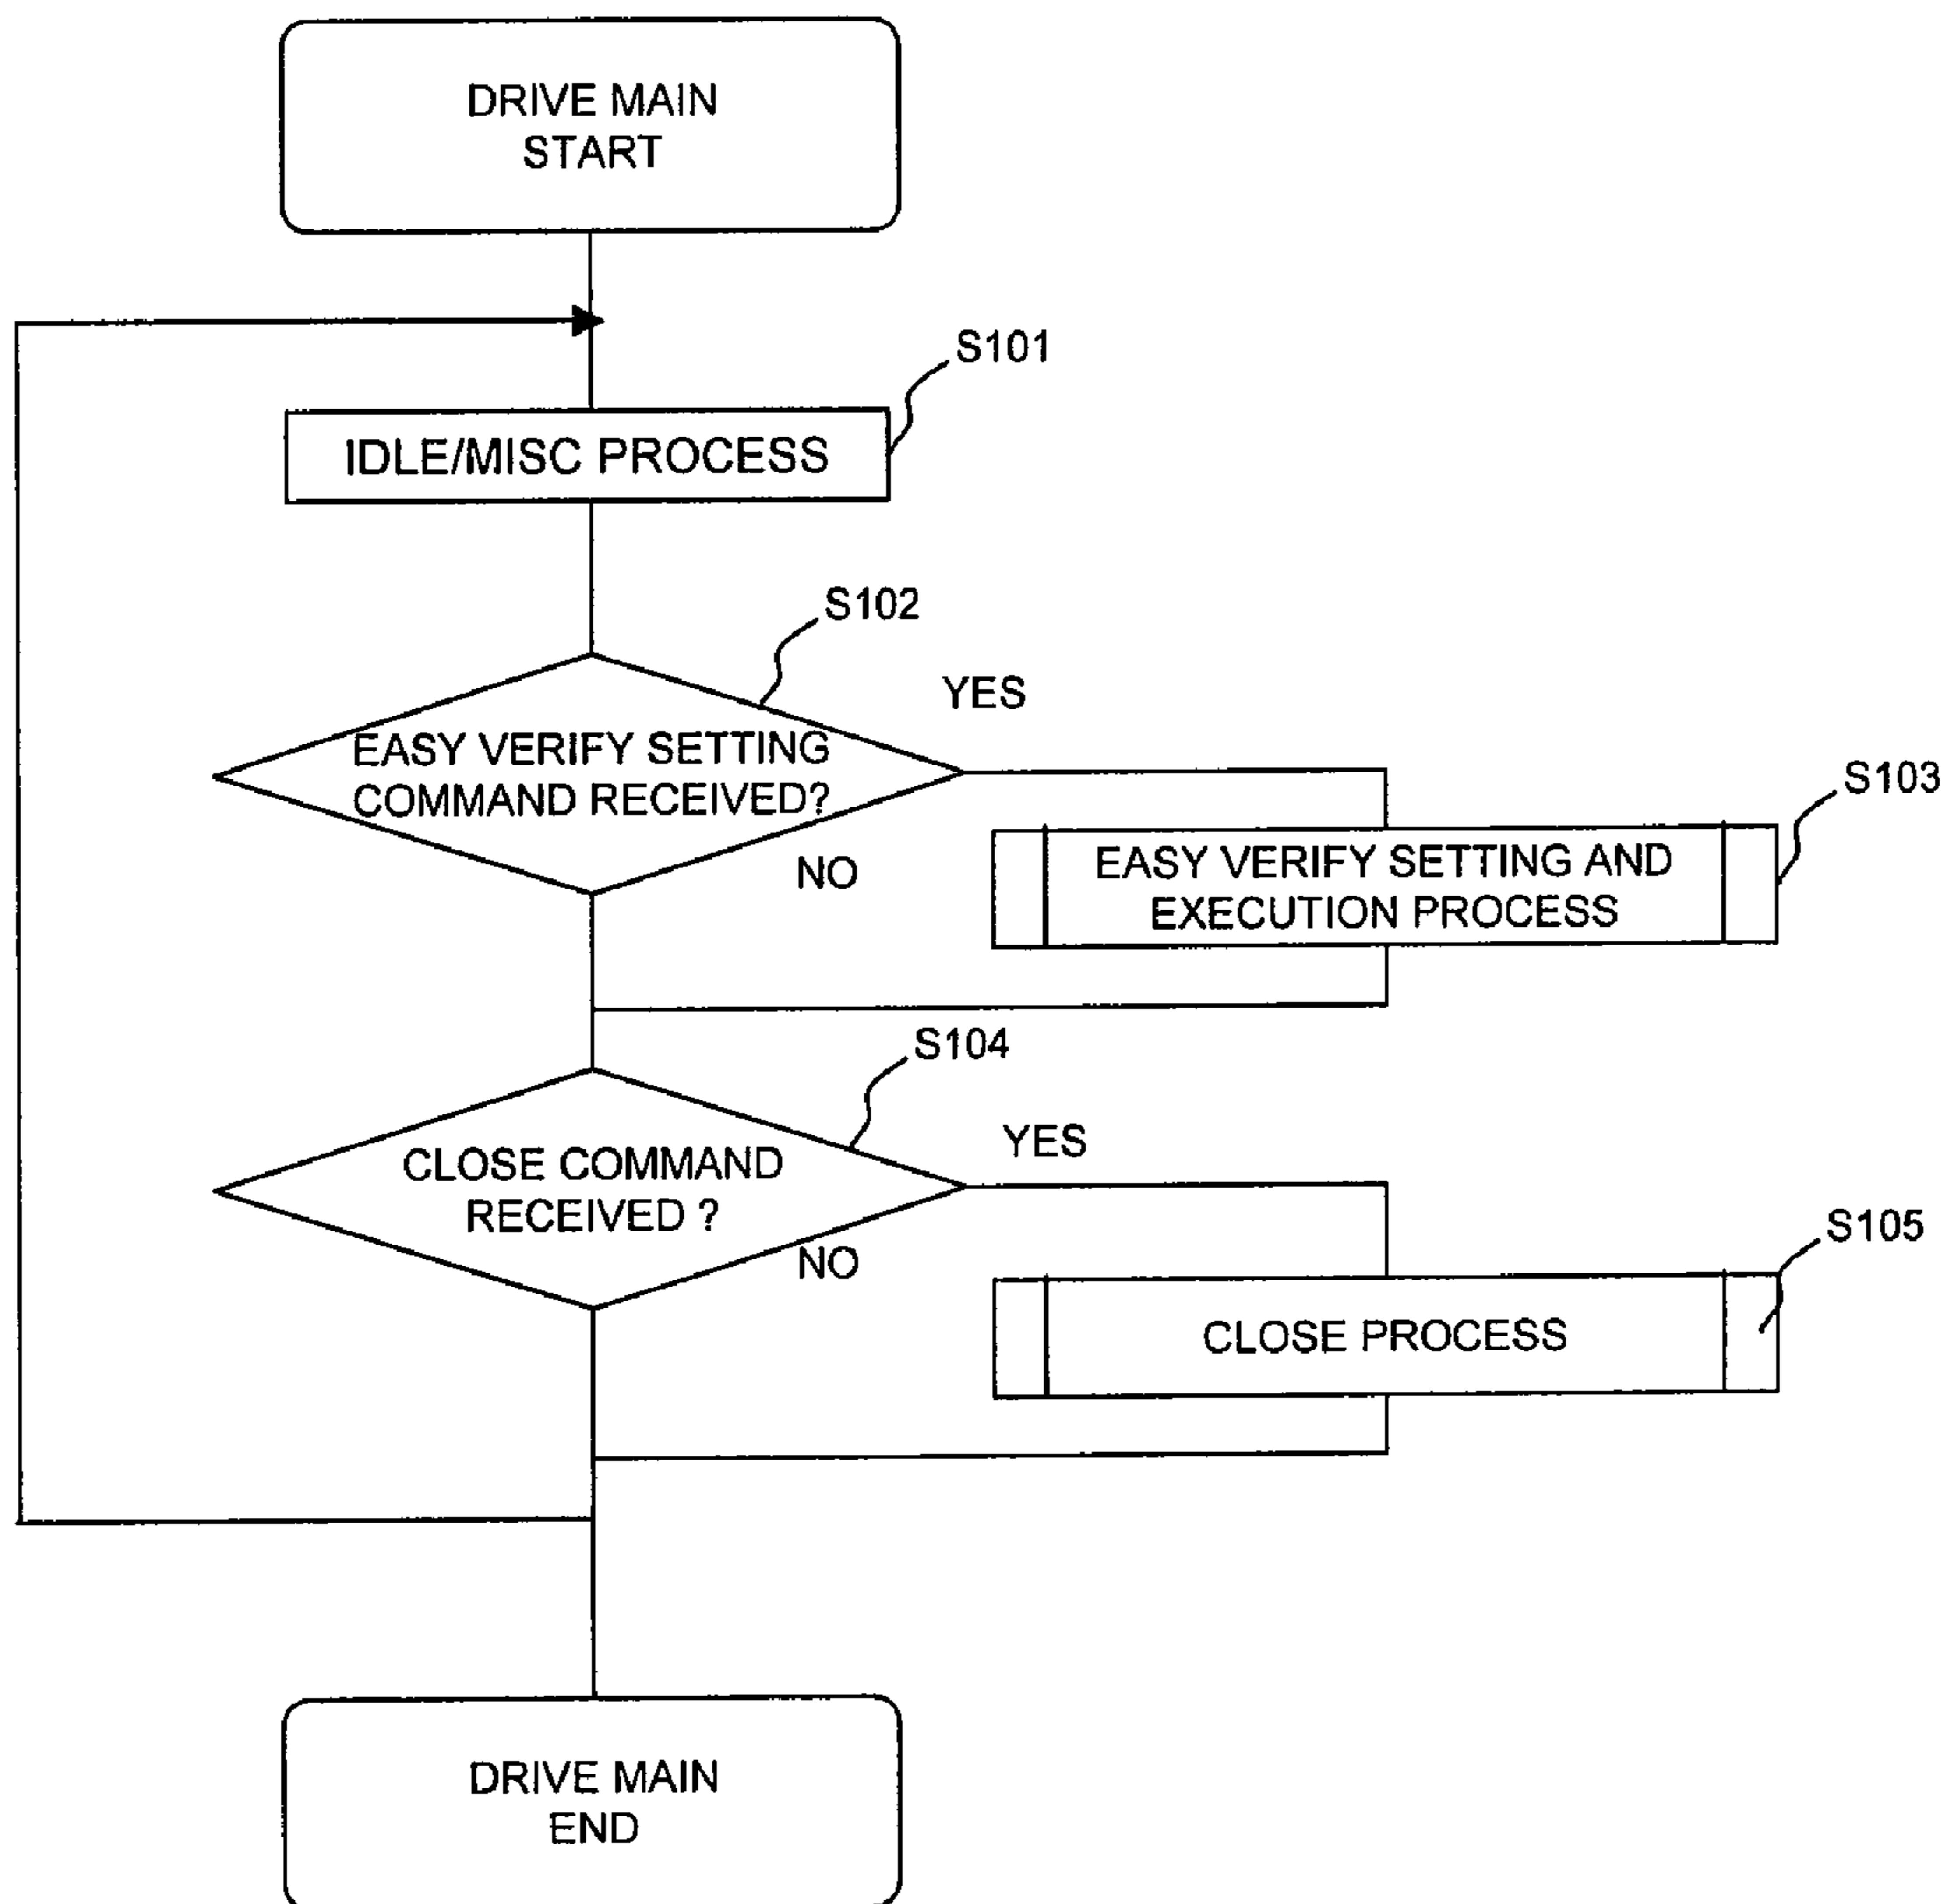 DRIVE MAIN
START
S101
IDLE/MISC PROCESS
S102
YES
EASY VERIFY SETTING
COMMAND RECEIVED?
S103
NO
EASY VERIFY SETTING AND
EXECUTION PROCESS
S104
YES
CLOSE COMMAND
RECEIVED ?
S105
NO
CLOSE PROCESS
DRIVE MAIN
END